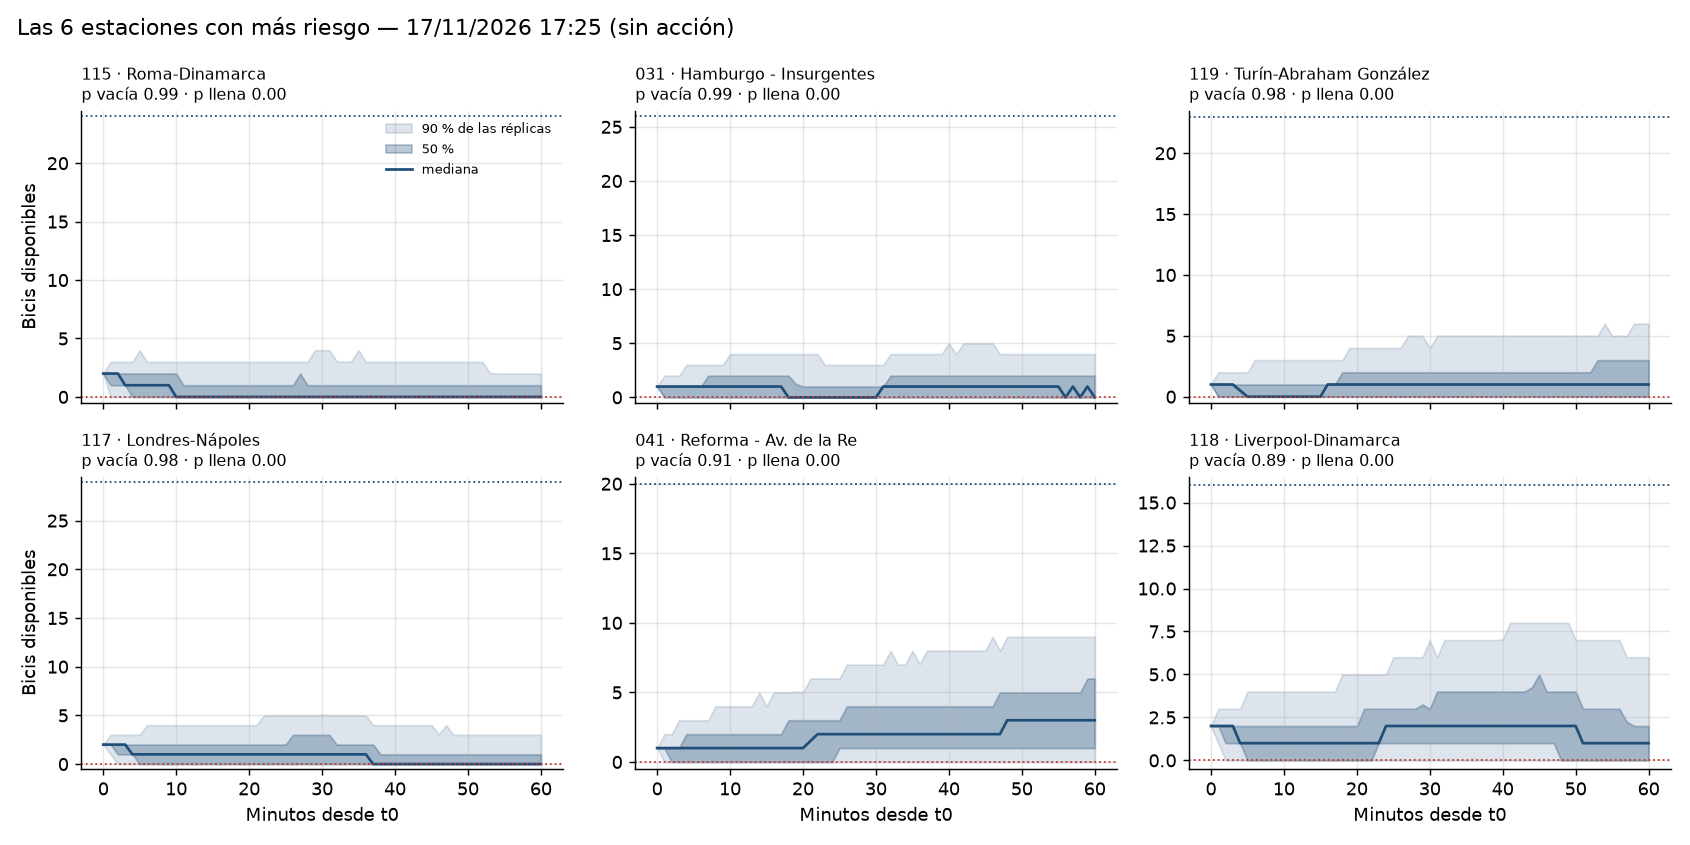 Las 6 estaciones con más riesgo — 17/11/2026 17:25 (sin acción)
115 · Roma-Dinamarca
p vacía 0.99 · p llena 0.00
90 % de las réplicas
50 %
mediana
20
15
10
5
0
Bicis disponibles
031 · Hamburgo - Insurgentes
p vacía 0.99 · p llena 0.00
25
20
15
10
5
0
119 · Turín-Abraham González
p vacía 0.98 · p llena 0.00
20
15
10
5
0
117 · Londres-Nápoles
p vacía 0.98 · p llena 0.00
25
20
15
10
5
0
Bicis disponibles
0 10 20 30 40 50 60
Minutos desde t0
041 · Reforma - Av. de la Re
p vacía 0.91 · p llena 0.00
20
15
10
5
0
0 10 20 30 40 50 60
Minutos desde t0
118 · Liverpool-Dinamarca
p vacía 0.89 · p llena 0.00
15.0
12.5
10.0
7.5
5.0
2.5
0.0
0 10 20 30 40 50 60
Minutos desde t0